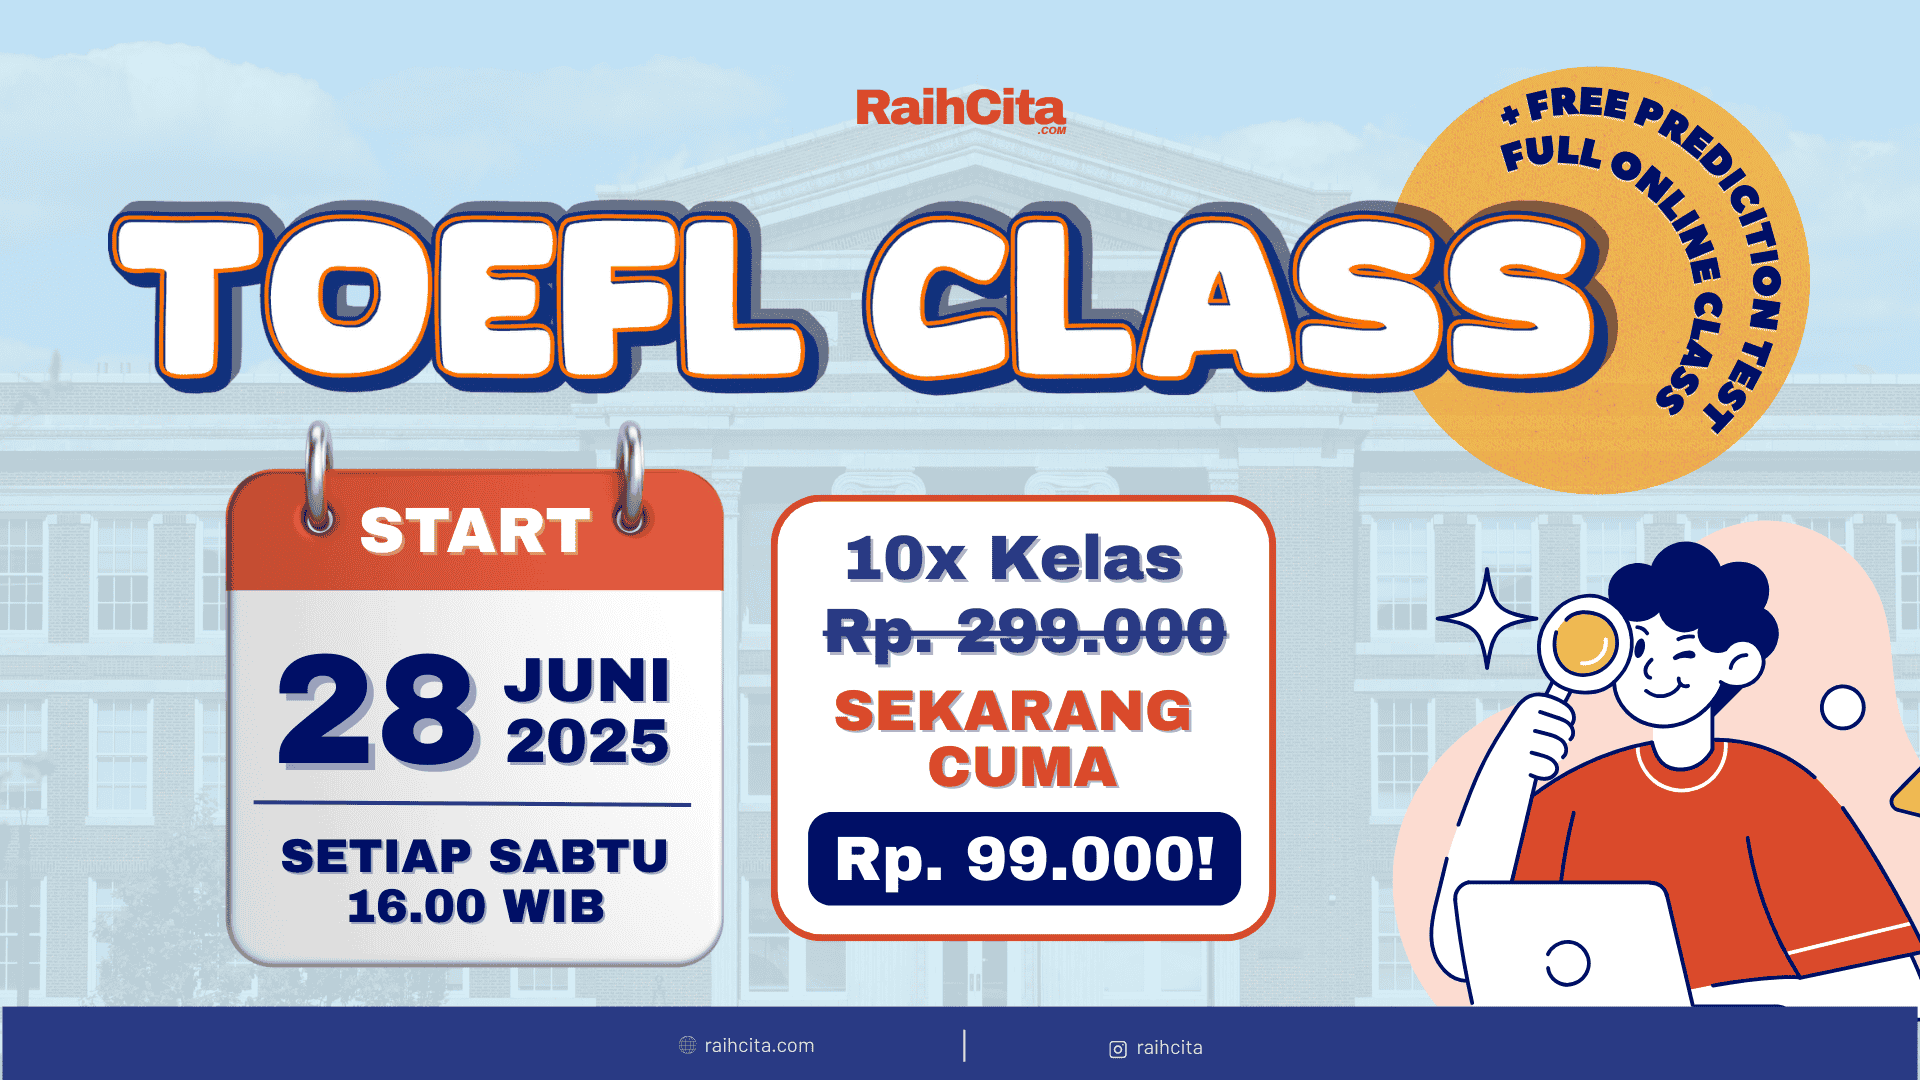 RaihCita
.COM
+ FREE PREDICITION TEST
FULL ONLINE CLASS
TOEFL CLASS
START
28 JUNI
2025
SETIAP SABTU
16.00 WIB
10x Kelas
Rp. 299.000
SEKARANG
CUMA
Rp. 99.000!
raihcita.com
raihcita